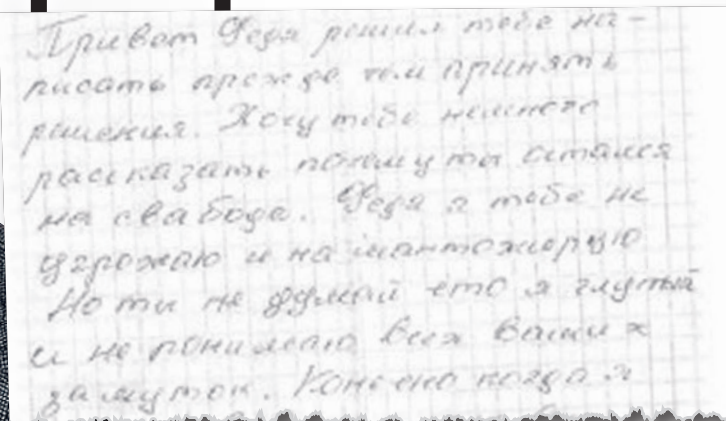 Привет Федя решил тебе на-
писать прежде чем принять
решения. Хочу тебе немного
рассказать почему ты остался
на свабоде. Федя я тебе не
угрожаю и не шантожирую
Но ты не думай что я глупый
и не понимаю всех ваших
замуток. Конечно когда я